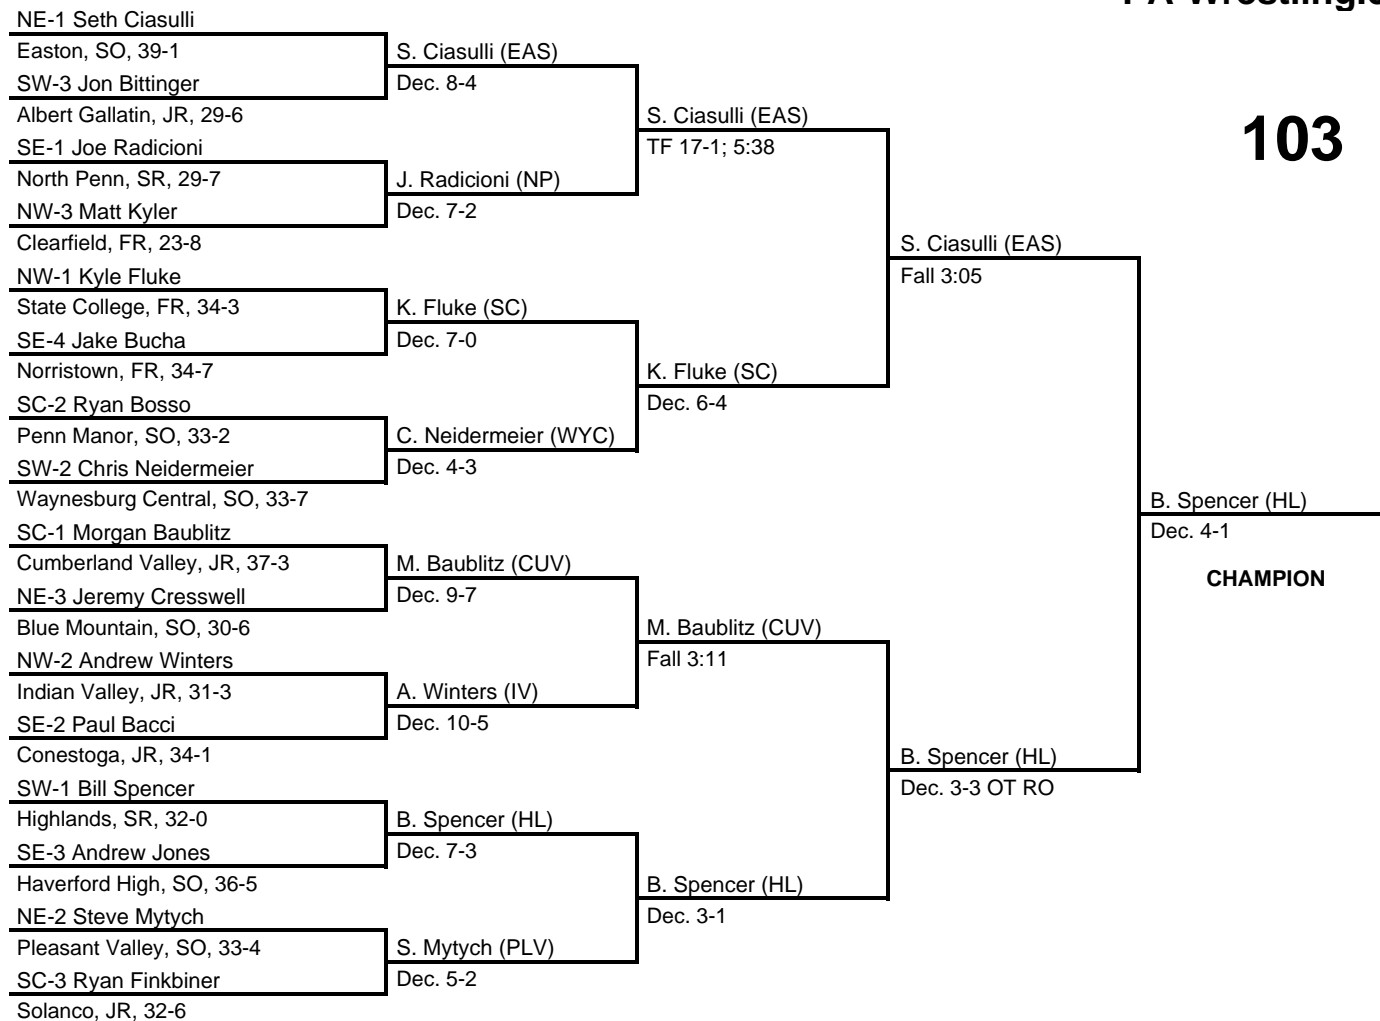 NE-1 Seth Ciasulli
Easton, SO, 39-1
SW-3 Jon Bittinger
Albert Gallatin, JR, 29-6
SE-1 Joe Radicioni
North Penn, SR, 29-7
NW-3 Matt Kyler
Clearfield, FR, 23-8
NW-1 Kyle Fluke
State College, FR, 34-3
SE-4 Jake Bucha
Norristown, FR, 34-7
SC-2 Ryan Bosso
Penn Manor, SO, 33-2
SW-2 Chris Neidermeier
Waynesburg Central, SO, 33-7
SC-1 Morgan Baublitz
Cumberland Valley, JR, 37-3
NE-3 Jeremy Cresswell
Blue Mountain, SO, 30-6
NW-2 Andrew Winters
Indian Valley, JR, 31-3
SE-2 Paul Bacci
Conestoga, JR, 34-1
SW-1 Bill Spencer
Highlands, SR, 32-0
SE-3 Andrew Jones
Haverford High, SO, 36-5
NE-2 Steve Mytych
Pleasant Valley, SO, 33-4
SC-3 Ryan Finkbiner
Solanco, JR, 32-6
S. Ciasulli (EAS)
Dec. 8-4
J. Radicioni (NP)
Dec. 7-2
K. Fluke (SC)
Dec. 7-0
C. Neidermeier (WYC)
Dec. 4-3
M. Baublitz (CUV)
Dec. 9-7
A. Winters (IV)
Dec. 10-5
B. Spencer (HL)
Dec. 7-3
S. Mytych (PLV)
Dec. 5-2
S. Ciasulli (EAS)
TF 17-1; 5:38
K. Fluke (SC)
Dec. 6-4
M. Baublitz (CUV)
Fall 3:11
B. Spencer (HL)
Dec. 3-1
S. Ciasulli (EAS)
Fall 3:05
B. Spencer (HL)
Dec. 3-3 OT RO
103
B. Spencer (HL)
Dec. 4-1
CHAMPION